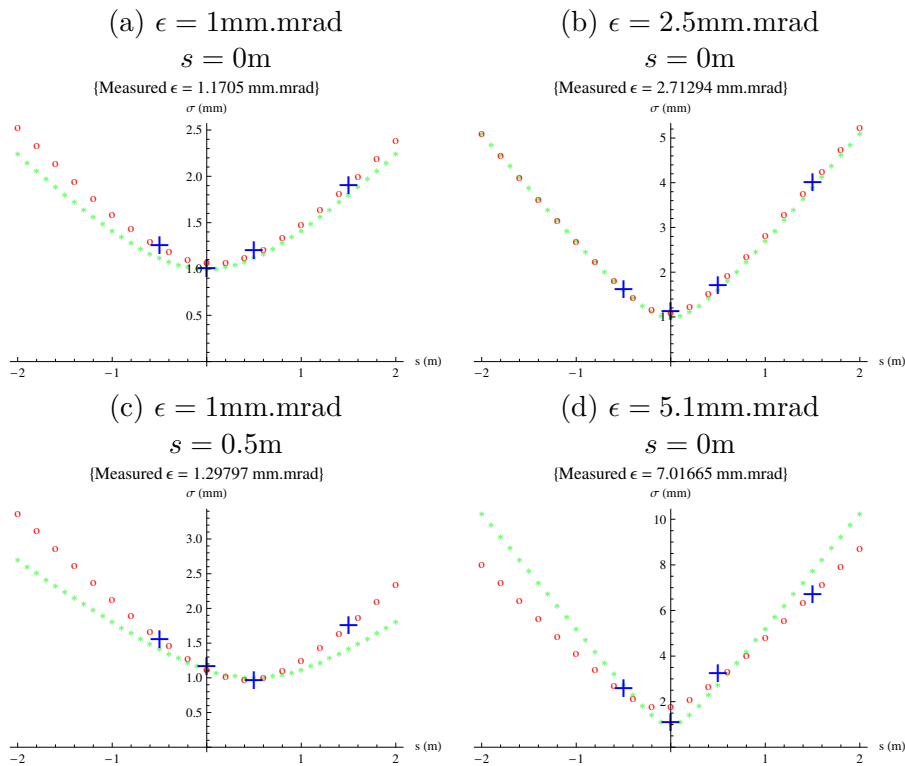 (a) ϵ = 1mm.mrad
s = 0m
{Measured ϵ = 1.1705 mm.mrad}
σ (mm)
2.5
2.0
1.5
1.0
0.5
−2
−1
1
2
s (m)
(b) ϵ = 2.5mm.mrad
s = 0m
{Measured ϵ = 2.71294 mm.mrad}
σ (mm)
5
4
3
2
1
−2
−1
1
2
s (m)
(c) ϵ = 1mm.mrad
s = 0.5m
{Measured ϵ = 1.29797 mm.mrad}
σ (mm)
3.0
2.5
2.0
1.5
1.0
0.5
−2
−1
1
2
s (m)
(d) ϵ = 5.1mm.mrad
s = 0m
{Measured ϵ = 7.01665 mm.mrad}
σ (mm)
10
8
6
4
2
−2
−1
1
2
s (m)